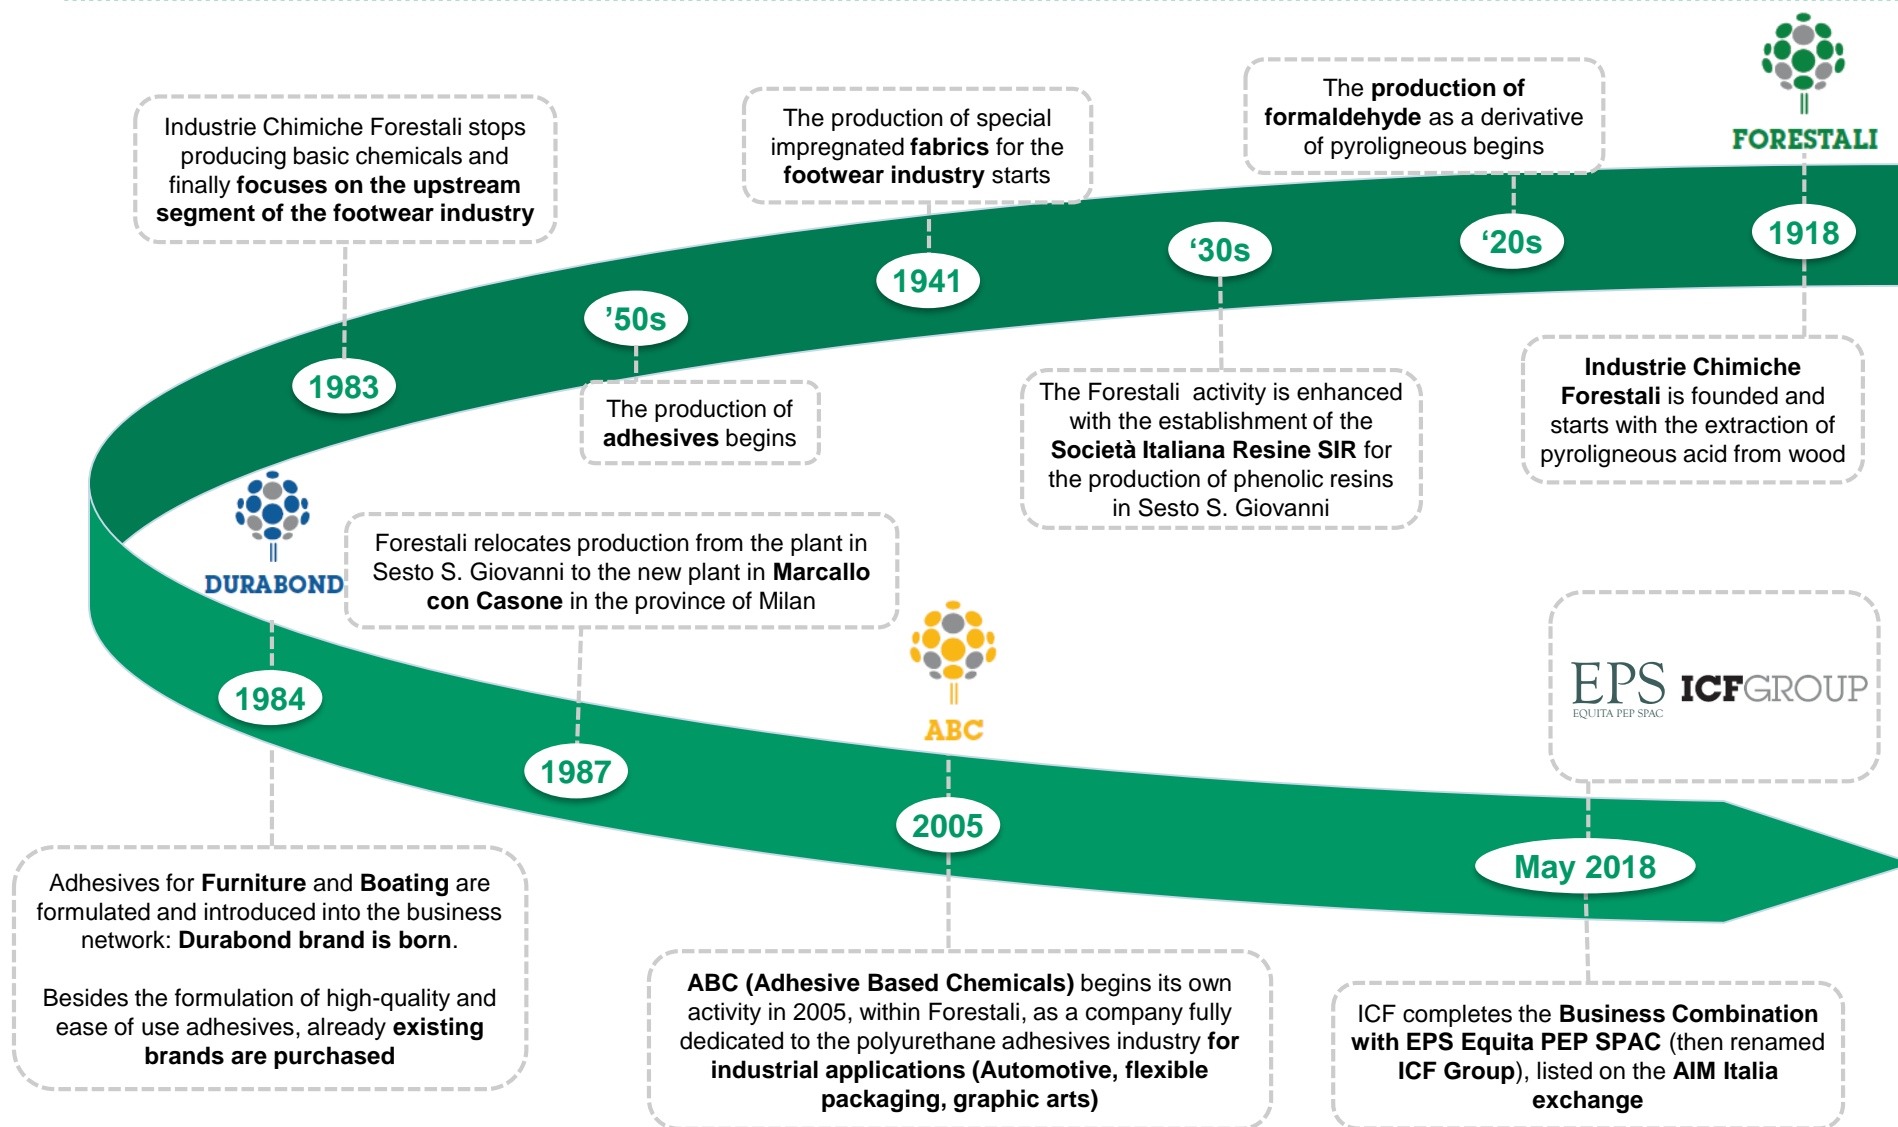 FORESTALI
1918
Industrie Chimiche
Forestali is founded and
starts with the extraction of
pyroligneous acid from wood
The production of
formaldehyde as a derivative
of pyroligneous begins
‘20s
‘30s
The Forestali activity is enhanced
with the establishment of the
Società Italiana Resine SIR for
the production of phenolic resins
in Sesto S. Giovanni
The production of special
impregnated fabrics for the
footwear industry starts
1941
’50s
The production of
adhesives begins
Industrie Chimiche Forestali stops
producing basic chemicals and
finally focuses on the upstream
segment of the footwear industry
1983
DURABOND
1984
Adhesives for Furniture and Boating are
formulated and introduced into the business
network: Durabond brand is born.
Besides the formulation of high-quality and
ease of use adhesives, already existing
brands are purchased
Forestali relocates production from the plant in
Sesto S. Giovanni to the new plant in Marcallo
con Casone in the province of Milan
1987
ABC
2005
ABC (Adhesive Based Chemicals) begins its own
activity in 2005, within Forestali, as a company fully
dedicated to the polyurethane adhesives industry for
industrial applications (Automotive, flexible
packaging, graphic arts)
EPS
EQUITA PEP SPAC
ICFGROUP
May 2018
ICF completes the Business Combination
with EPS Equita PEP SPAC (then renamed
ICF Group), listed on the AIM Italia
exchange